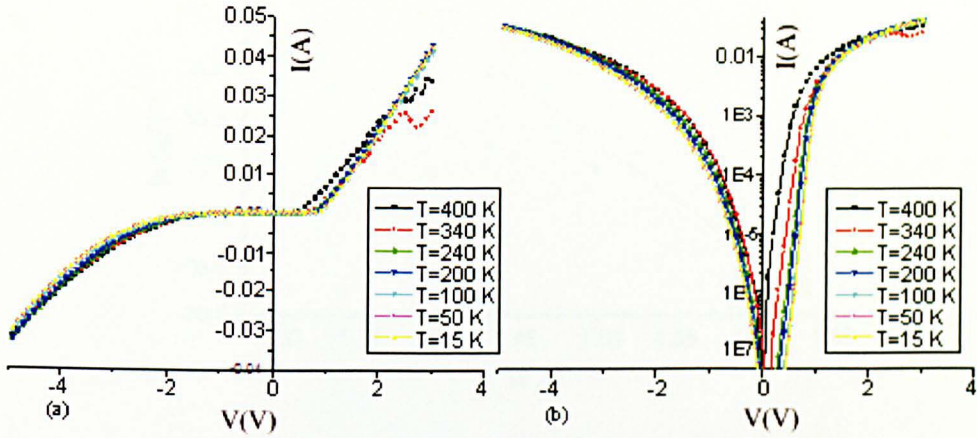 I(A)
0.05
0.04
0.03
0.02
0.01
-0.01
-0.02
-0.03
-4
-2
0
2
4
(a)
V(V)
T=400 K
T=340 K
T=240 K
T=200 K
T=100 K
T=50 K
T=15 K
I(A)
0.01
1E3
1E4
1E7
-4
-2
0
2
4
(b)
V(V)
T=400 K
T=340 K
T=240 K
T=200 K
T=100 K
T=50 K
T=15 K